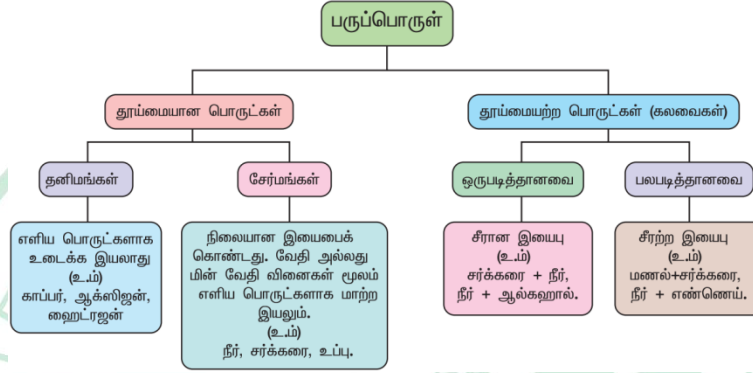 பருப்பொருள்
தூய்மையான பொருட்கள்
தூய்மையற்ற பொருட்கள் (கலவைகள்)
தனிமங்கள்
சேர்மங்கள்
ஒருபடித்தானவை
பலபடித்தானவை
எளிய பொருட்களாக
உடைக்க இயலாது
(உ.ம்)
காப்பர், ஆக்ஸிஜன்,
ஹைட்ரஜன்
நிலையான இயைபைக்
கொண்டது. வேதி அல்லது
மின் வேதி வினைகள் மூலம்
எளிய பொருட்களாக மாற்ற
இயலும்.
(உ.ம்)
நீர், சர்க்கரை, உப்பு.
சீரான இயைபு
(உ.ம்)
சர்க்கரை + நீர்,
நீர் + ஆல்கஹால்.
சீரற்ற இயைபு
(உ.ம்)
மணல்+சர்க்கரை,
நீர் + எண்ணெய்.